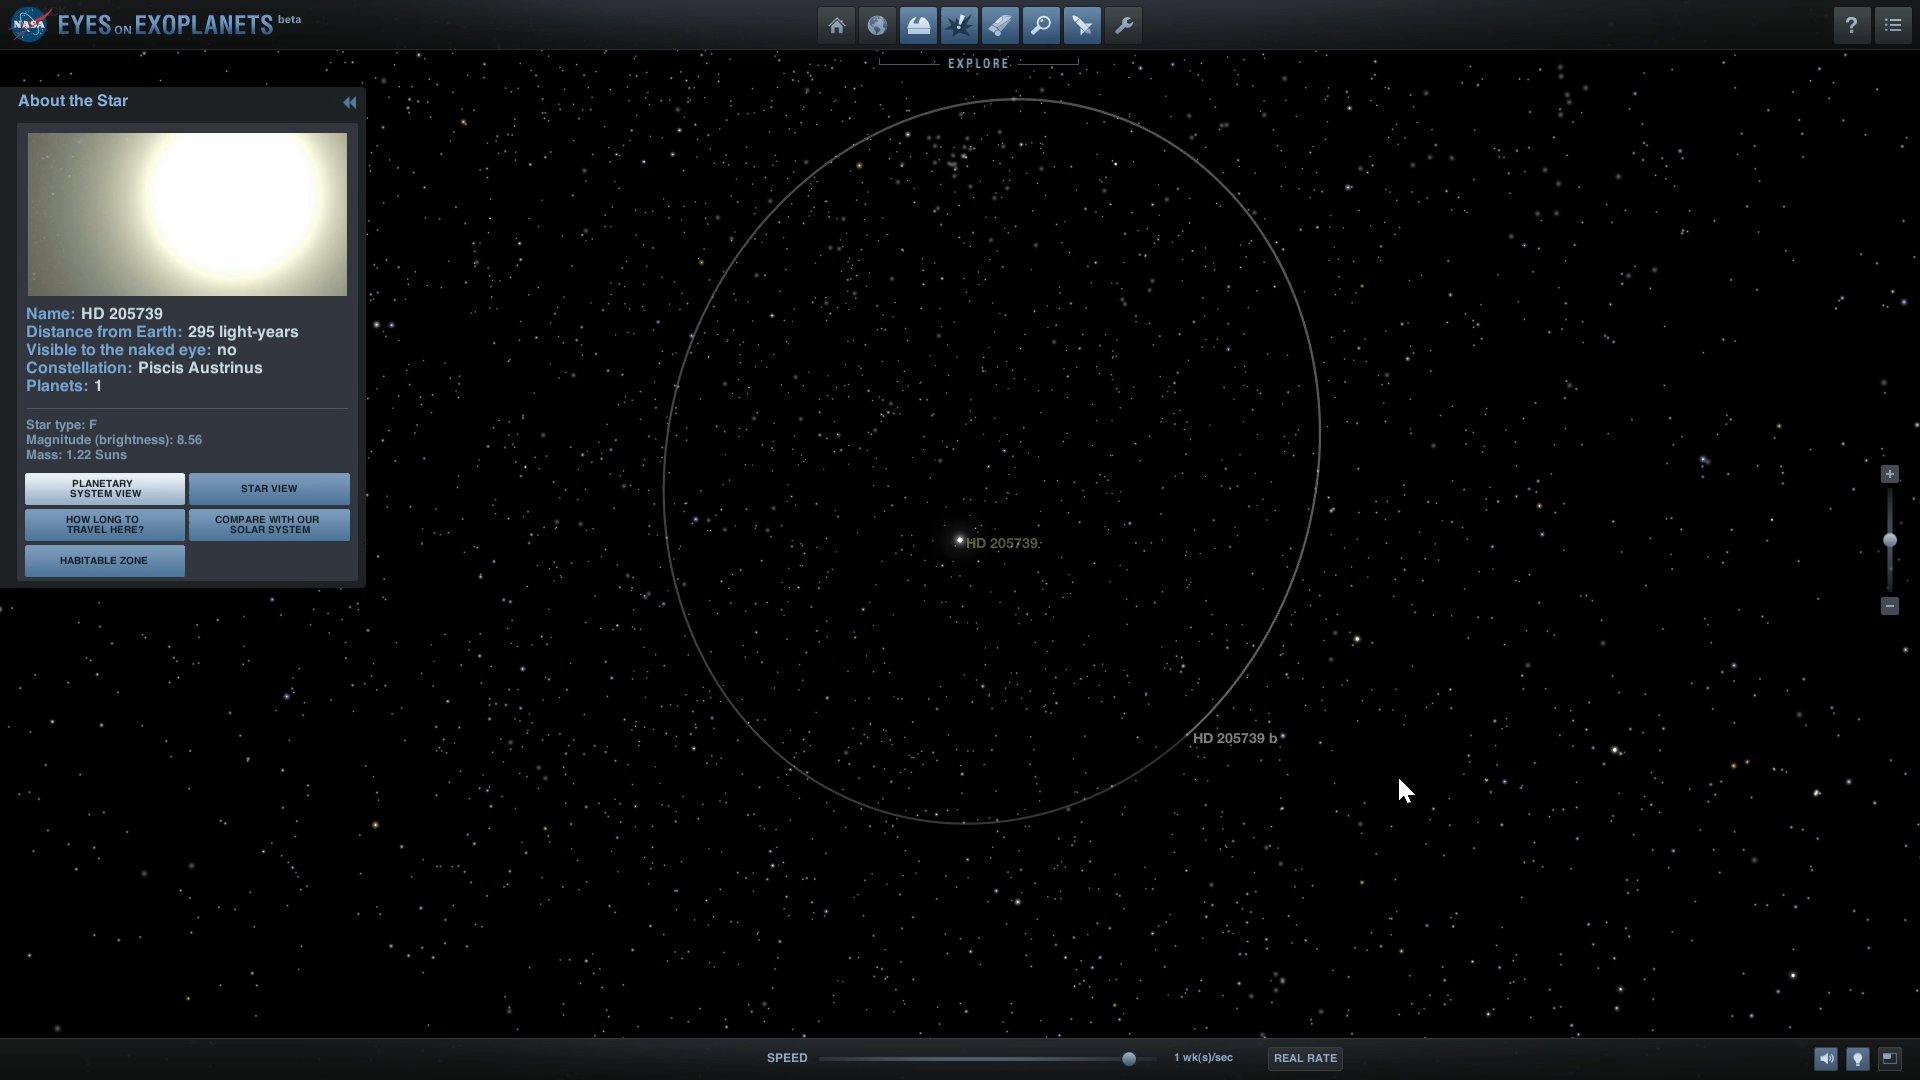 NASA EYES ON EXOPLANETS beta
?
EXPLORE
About the Star
Name: HD 205739
Distance from Earth: 295 light-years
Visible to the naked eye: no
Constellation: Piscis Austrinus
Planets: 1
Star type: F
Magnitude (brightness): 8.56
Mass: 1.22 Suns
PLANETARY
SYSTEM VIEW
STAR VIEW
HOW LONG TO
TRAVEL HERE?
COMPARE WITH OUR
SOLAR SYSTEM
HABITABLE ZONE
HD 205739
HD 205739 b
SPEED
1 wk(s)/sec
REAL RATE